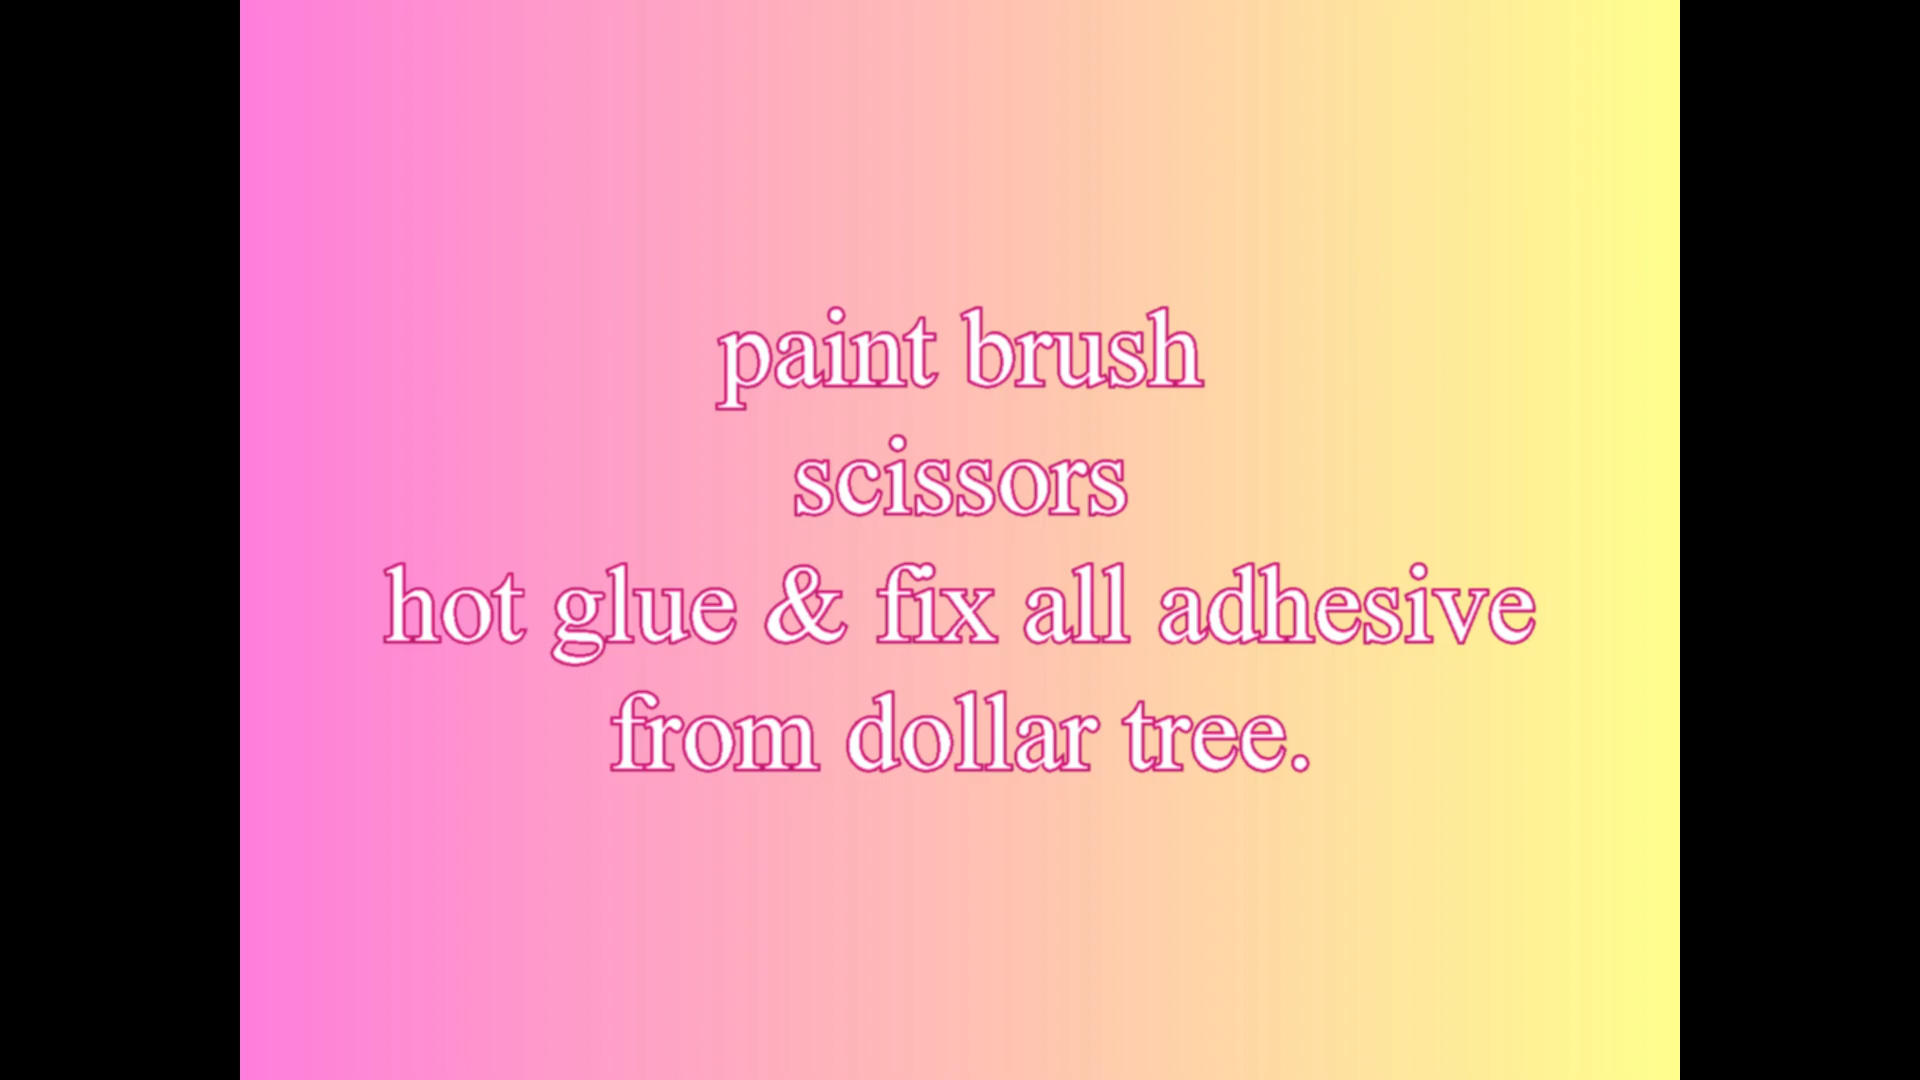 paint brush
scissors
hot glue & fix all adhesive
from dollar tree.